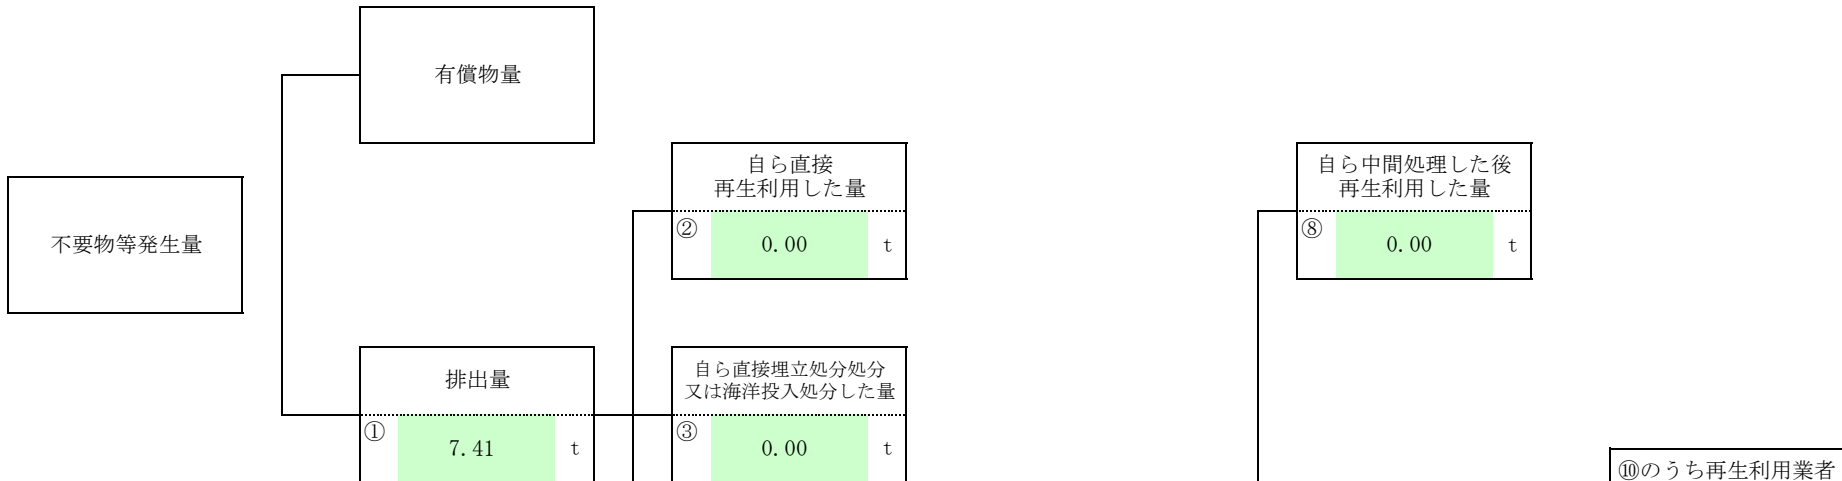 有償物量
自ら直接
再生利用した量
② 0.00 t
自ら中間処理した後
再生利用した量
⑧ 0.00 t
不要物等発生量
排出量
① 7.41 t
自ら直接埋立処分処分
又は海洋投入処分した量
③ 0.00 t
⑩のうち再生利用業者